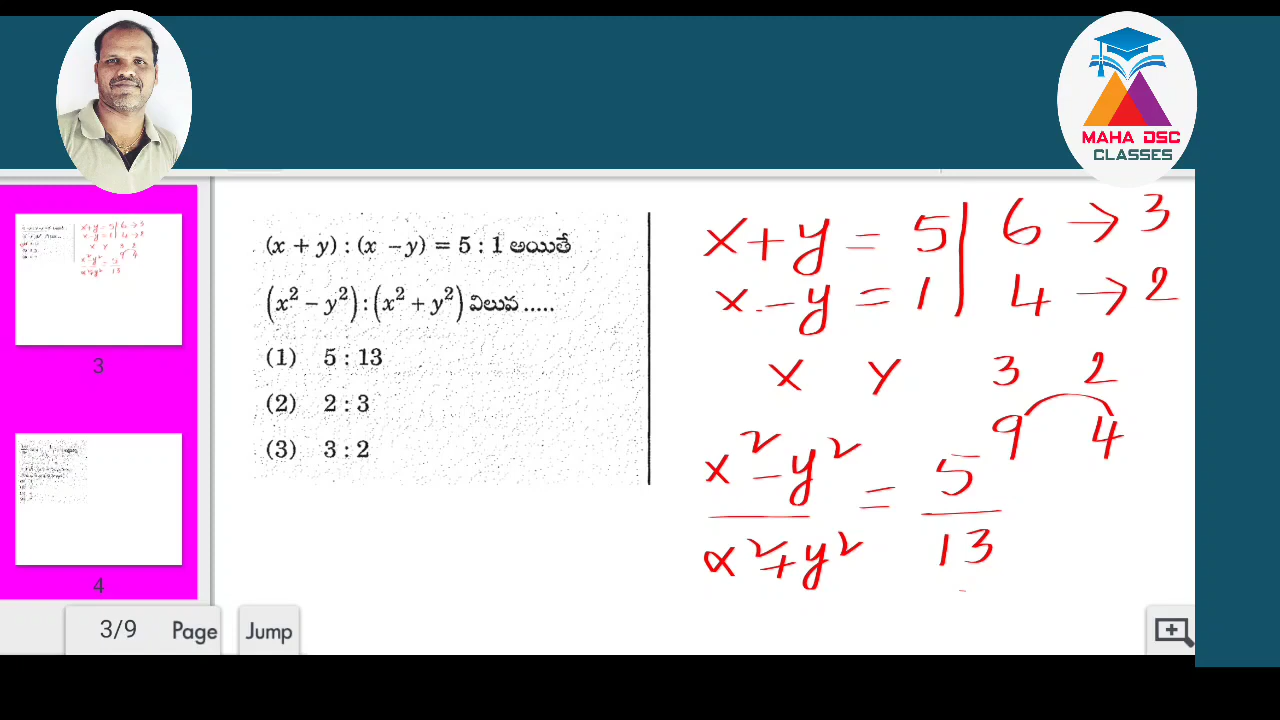 MAHA DSC
CLASSES
(x + y) : (x − y) = 5 : 1 అయితే
(x² − y²) : (x² + y²) విలువ .....
(1) 5 : 13
(2) 2 : 3
(3) 3 : 2
x+y = 5 | 6 → 3
x-y = 1 | 4 → 2
x y 3 2
9 4
x²-y² = 5
x²+y² 13
3
4
3/9 Page Jump